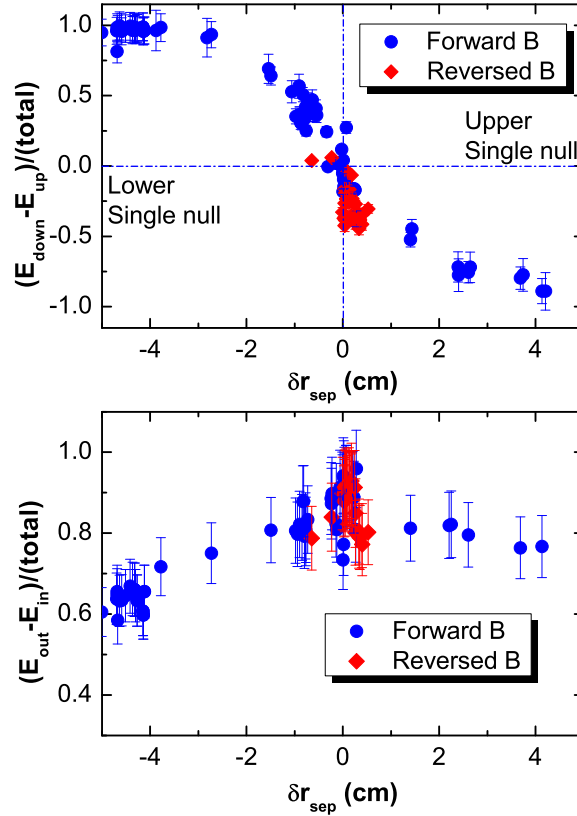 1.0
0.5
0.0
-0.5
-1.0
(E_down-E_up)/(total)
Forward B
Reversed B
Upper
Single null
Lower
Single null
-4 -2 0 2 4
δr_sep (cm)
1.0
0.8
0.6
0.4
(E_out-E_in)/(total)
Forward B
Reversed B
-4 -2 0 2 4
δr_sep (cm)